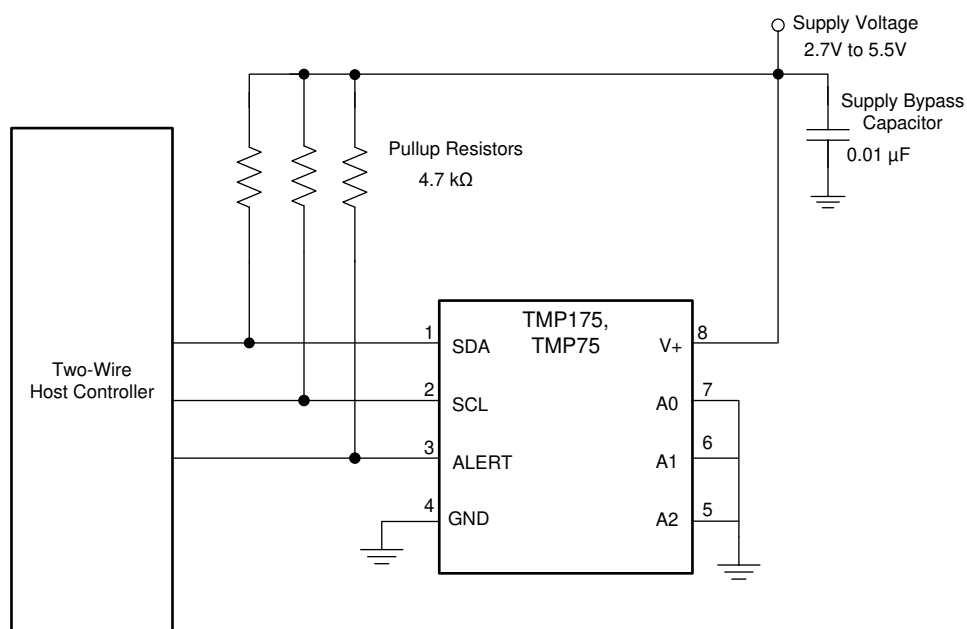 Supply Voltage
2.7V to 5.5V
Supply Bypass
Capacitor
0.01 µF
Pullup Resistors
4.7 kΩ
Two-Wire
Host Controller
TMP175,
TMP75
1
SDA
V+
8
2
SCL
A0
7
3
ALERT
A1
6
4
GND
A2
5